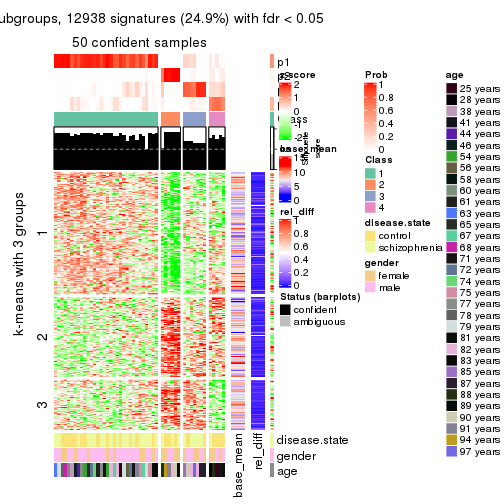 ubgroups, 12938 signatures (24.9%) with fdr < 0.05
50 confident samples
k-means with 3 groups
1
2
3
p1
z-score
2
1
0
-2
base_mean
15
0
rel_diff
1
0.8
0.6
0.4
0.2
0
Status (barplots)
confident
ambiguous
Prob
1
0.8
0.6
0.4
0.2
0
Class
1
2
3
4
disease.state
control
schizophrenia
gender
female
male
age
25 years
28 years
38 years
41 years
44 years
46 years
54 years
56 years
58 years
60 years
61 years
63 years
65 years
67 years
68 years
71 years
72 years
74 years
75 years
77 years
78 years
79 years
81 years
82 years
83 years
85 years
87 years
88 years
89 years
90 years
91 years
94 years
97 years
disease.state
gender
age
base_mean
rel_diff